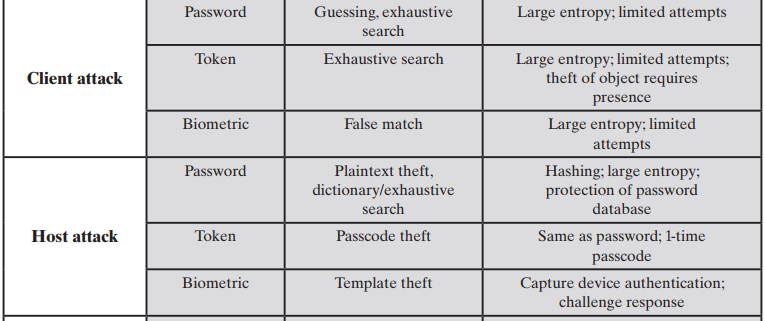 Client attack
Password
Guessing, exhaustive
search
Large entropy; limited attempts
Token
Exhaustive search
Large entropy; limited attempts;
theft of object requires
presence
Biometric
False match
Large entropy; limited
attempts
Host attack
Password
Plaintext theft,
dictionary/exhaustive
search
Hashing; large entropy;
protection of password
database
Token
Passcode theft
Same as password; 1-time
passcode
Biometric
Template theft
Capture device authentication;
challenge response